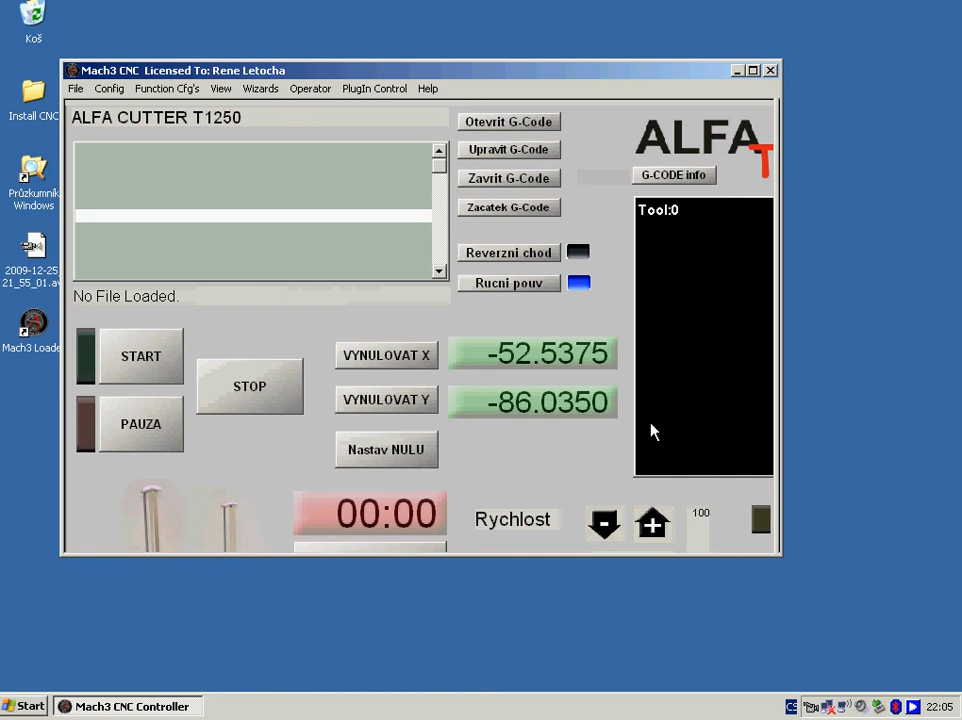 Koš
Install CNC
Průzkumník
Windows
2009-12-25
21_55_01.av
Mach3 Loade
Mach3 CNC Licensed To: Rene Letocha
File Config Function Cfg's View Wizards Operator PlugIn Control Help
ALFA CUTTER T1250
No File Loaded.
Otevrit G-Code
Upravit G-Code
Zavrit G-Code
Zacatek G-Code
Reverzni chod
Rucni pouv
ALFA
T
G-CODE info
Tool:0
START
PAUZA
STOP
VYNULOVAT X
-52.5375
VYNULOVAT Y
-86.0350
Nastav NULU
00:00
Rychlost
-
+
100
Start
Mach3 CNC Controller
CS
22:05